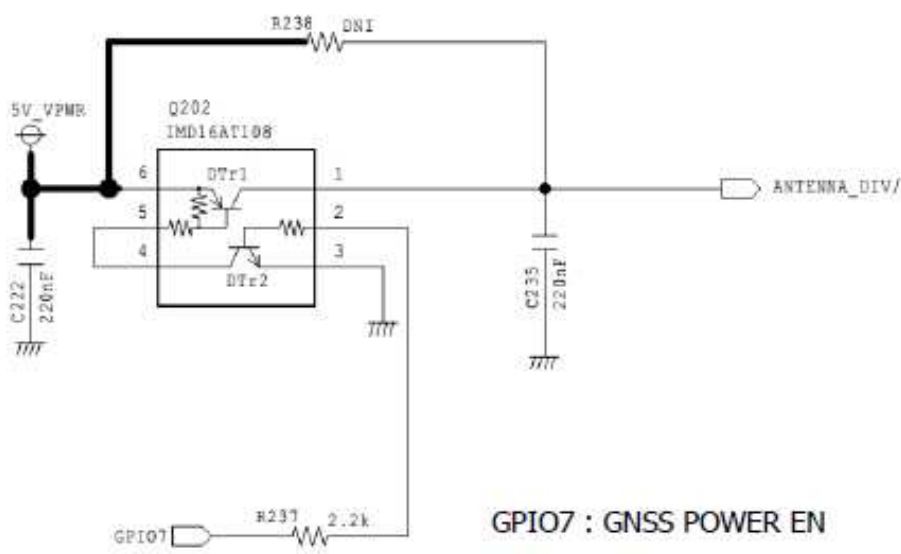 R238 DNI
5V_VPWR
Q202
IMD16AT108
6 DTr1 1
5 2
4 3
DTr2
ANTENNA_DIV/
C222
220nF
C235
220nF
GPIO7
R237 2.2k
GPIO7 : GNSS POWER EN